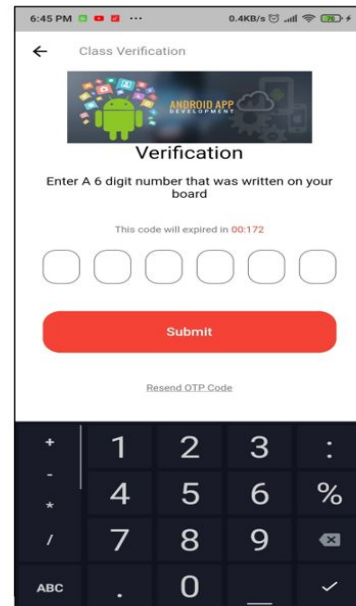 6:45 PM ... 0.4KB/s 78
Class Verification
ANDROID APP
DEVELOPMENT
Verification
Enter A 6 digit number that was written on your
board
This code will expired in 00:172
Submit
Resend OTP Code
+ 1 2 3 :
-
* 4 5 6 %
/ 7 8 9
ABC . 0 _